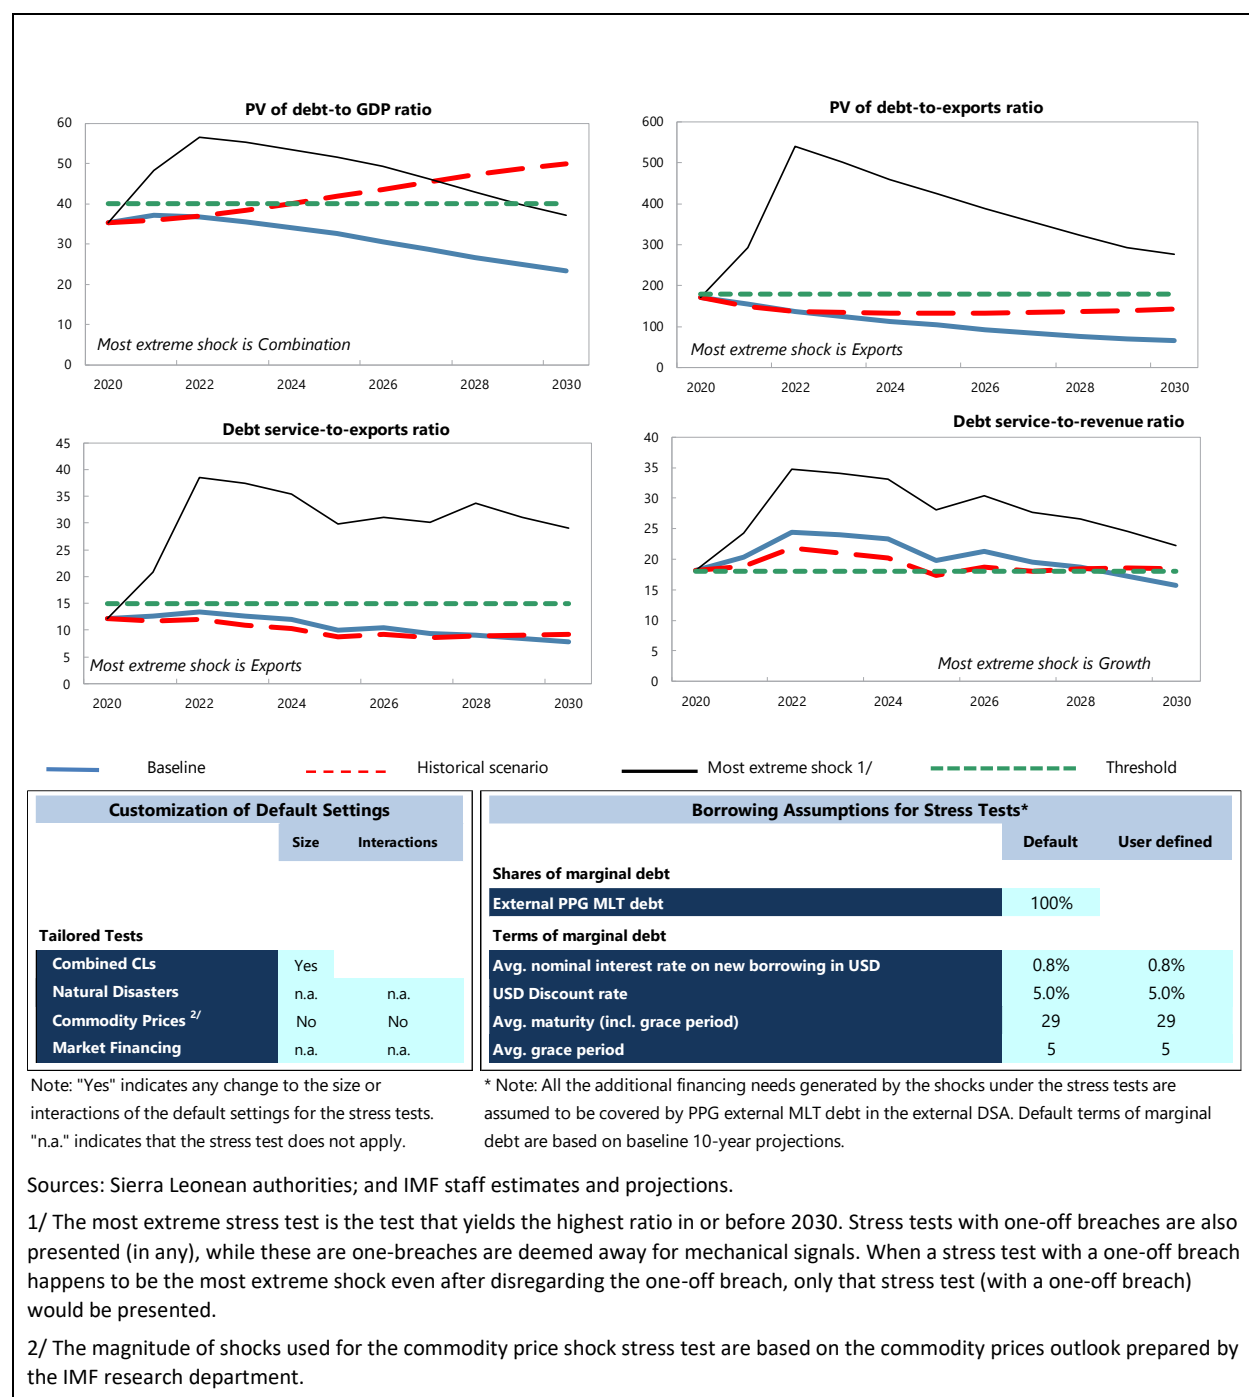 PV of debt-to GDP ratio
60
50
40
30
20
10
0
Most extreme shock is Combination
2020 2022 2024 2026 2028 2030
PV of debt-to-exports ratio
600
500
400
300
200
100
0
Most extreme shock is Exports
2020 2022 2024 2026 2028 2030
Debt service-to-exports ratio
45
40
35
30
25
20
15
10
5
0
Most extreme shock is Exports
2020 2022 2024 2026 2028 2030
Debt service-to-revenue ratio
40
35
30
25
20
15
10
5
0
Most extreme shock is Growth
2020 2022 2024 2026 2028 2030
Baseline Historical scenario Most extreme shock 1/ Threshold
Customization of Default Settings
Size Interactions
Tailored Tests
Combined CLs Yes
Natural Disasters n.a. n.a.
Commodity Prices 2/ No No
Market Financing n.a. n.a.
Note: "Yes" indicates any change to the size or
interactions of the default settings for the stress tests.
"n.a." indicates that the stress test does not apply.
Borrowing Assumptions for Stress Tests*
Default User defined
Shares of marginal debt
External PPG MLT debt 100%
Terms of marginal debt
Avg. nominal interest rate on new borrowing in USD 0.8% 0.8%
USD Discount rate 5.0% 5.0%
Avg. maturity (incl. grace period) 29 29
Avg. grace period 5 5
* Note: All the additional financing needs generated by the shocks under the stress tests are
assumed to be covered by PPG external MLT debt in the external DSA. Default terms of marginal
debt are based on baseline 10-year projections.
Sources: Sierra Leonean authorities; and IMF staff estimates and projections.
1/ The most extreme stress test is the test that yields the highest ratio in or before 2030. Stress tests with one-off breaches are also
presented (in any), while these are one-breaches are deemed away for mechanical signals. When a stress test with a one-off breach
happens to be the most extreme shock even after disregarding the one-off breach, only that stress test (with a one-off breach)
would be presented.
2/ The magnitude of shocks used for the commodity price shock stress test are based on the commodity prices outlook prepared by
the IMF research department.